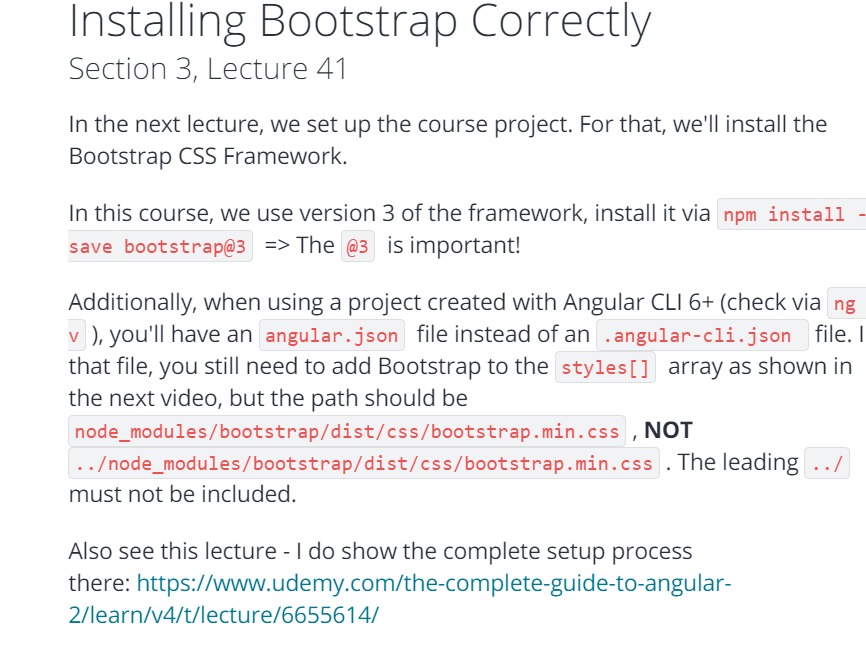 Installing Bootstrap Correctly
Section 3, Lecture 41
In the next lecture, we set up the course project. For that, we'll install the
Bootstrap CSS Framework.
In this course, we use version 3 of the framework, install it via npm install -
save bootstrap@3 => The @3 is important!
Additionally, when using a project created with Angular CLI 6+ (check via ng
v ), you'll have an angular.json file instead of an .angular-cli.json file. I
that file, you still need to add Bootstrap to the styles[] array as shown in
the next video, but the path should be
node_modules/bootstrap/dist/css/bootstrap.min.css , NOT
../node_modules/bootstrap/dist/css/bootstrap.min.css . The leading ../
must not be included.
Also see this lecture - I do show the complete setup process
there: https://www.udemy.com/the-complete-guide-to-angular-
2/learn/v4/t/lecture/6655614/